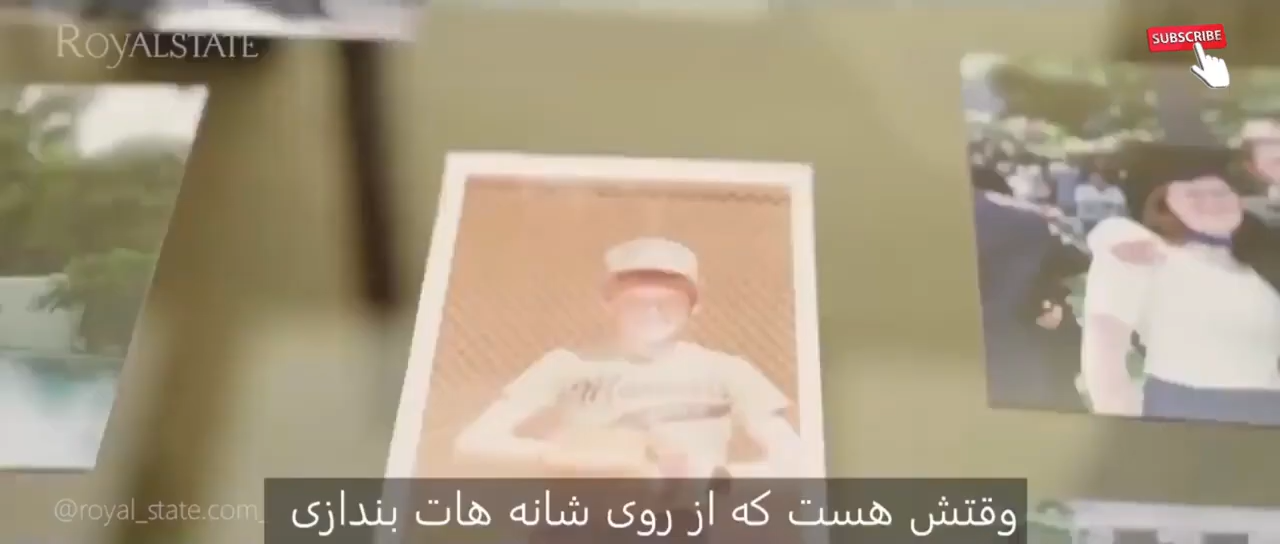 RoyALSTATE
SUBSCRIBE
@royal_state.com_
وقتش هست که از روی شانه هات بندازی